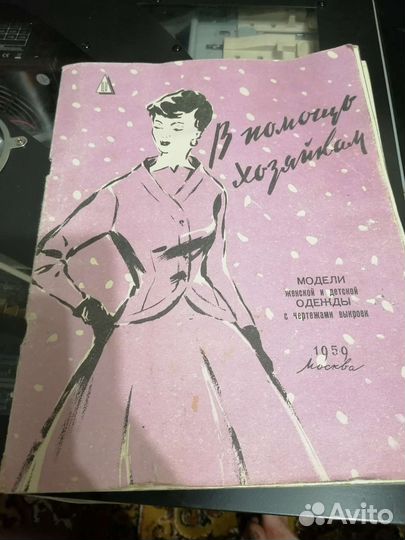 В помощь
хозяйкам
МОДЕЛИ
женской и детской
ОДЕЖДЫ
с чертежами выкроек
1959
Москва
Avito